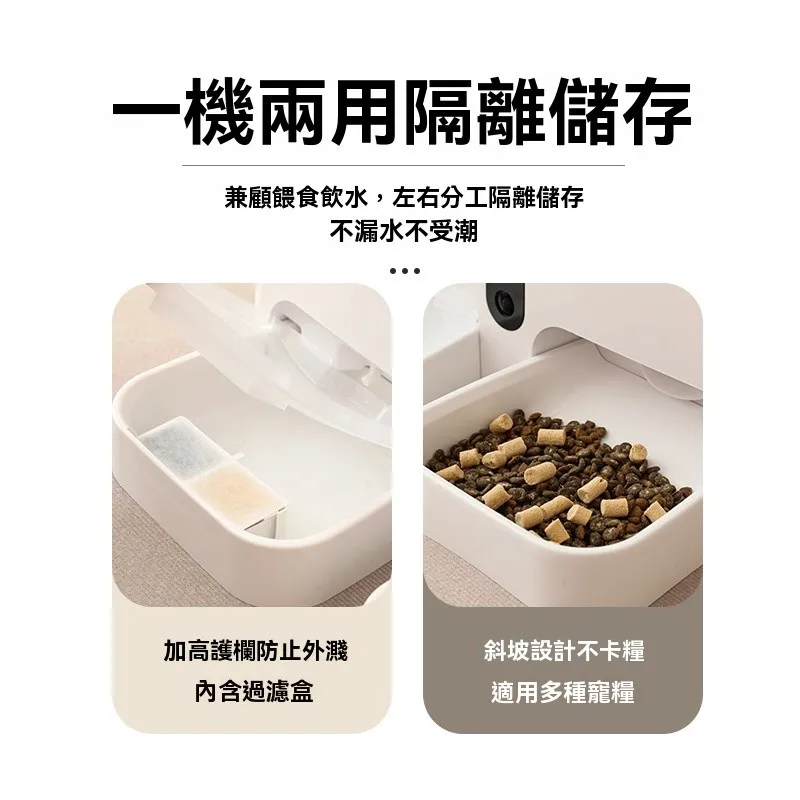 一機兩用隔離儲存
兼顧餵食飲水，左右分工隔離儲存
不漏水不受潮
加高護欄防止外濺
內含過濾盒
斜坡設計不卡糧
適用多種寵糧